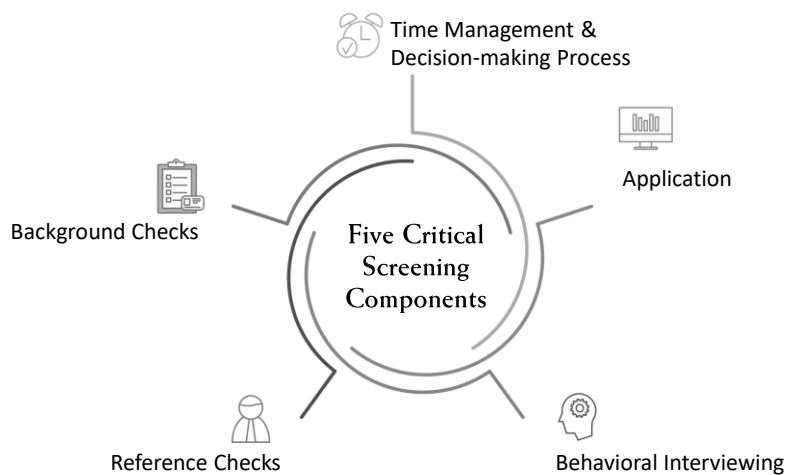 Time Management &
Decision-making Process
Application
Background Checks
Five Critical
Screening
Components
Reference Checks
Behavioral Interviewing